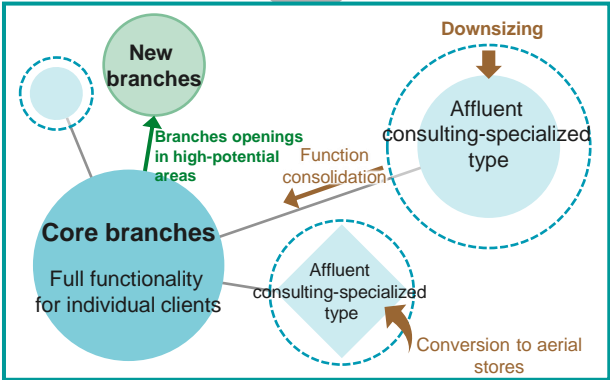 Downsizing
New
branches
Affluent
consulting-specialized
type
Branches openings
in high-potential
areas
Function
consolidation
Core branches
Full functionality
for individual clients
Affluent
consulting-specialized
type
Conversion to aerial
stores